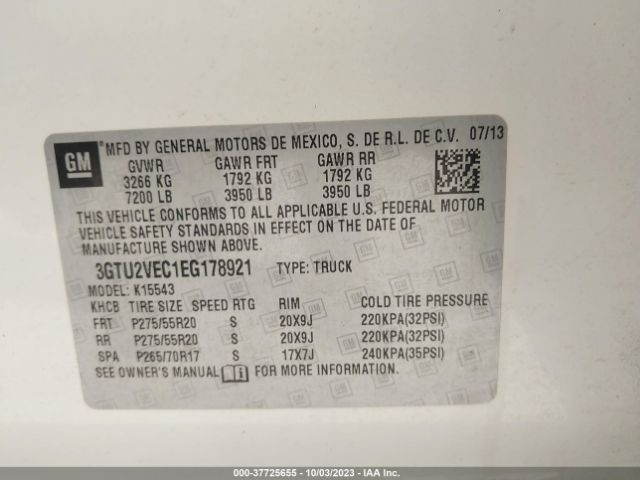 GM
MFD BY GENERAL MOTORS DE MEXICO, S. DE R.L. DE C.V. 07/13
GVWR GAWR FRT GAWR RR
3266 KG 1792 KG 1792 KG
7200 LB 3950 LB 3950 LB
THIS VEHICLE CONFORMS TO ALL APPLICABLE U.S. FEDERAL MOTOR
VEHICLE SAFETY STANDARDS IN EFFECT ON THE DATE OF
MANUFACTURE SHOWN ABOVE.
3GTU2VEC1EG178921 TYPE: TRUCK
MODEL: K15543
KHCB TIRE SIZE SPEED RTG RIM COLD TIRE PRESSURE
FRT P275/55R20 S 20X9J 220KPA(32PSI)
RR P275/55R20 S 20X9J 220KPA(32PSI)
SPA P265/70R17 S 17X7J 240KPA(35PSI)
SEE OWNER'S MANUAL FOR MORE INFORMATION.
000-37725655 - 10/03/2023 - IAAI.COM